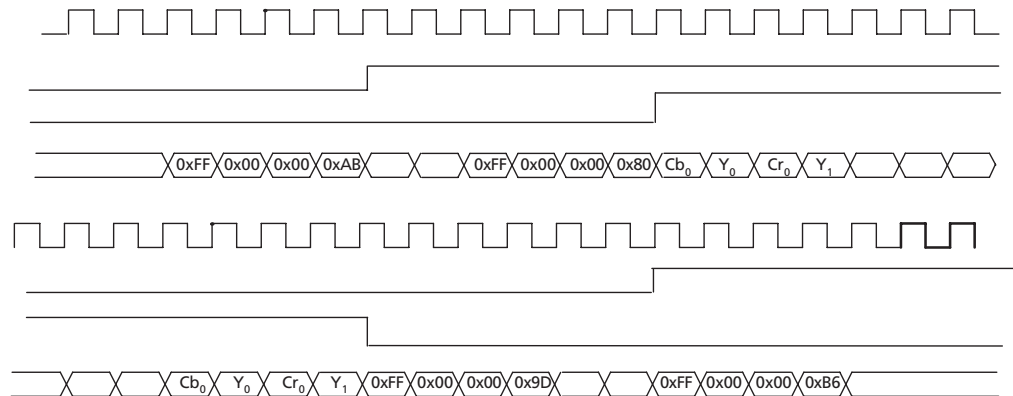 0xFF 0x00 0x00 0xAB 0xFF 0x00 0x00 0x80 Cb₀ Y₀ Cr₀ Y₁
Cb₀ Y₀ Cr₀ Y₁ 0xFF 0x00 0x00 0x9D 0xFF 0x00 0x00 0xB6